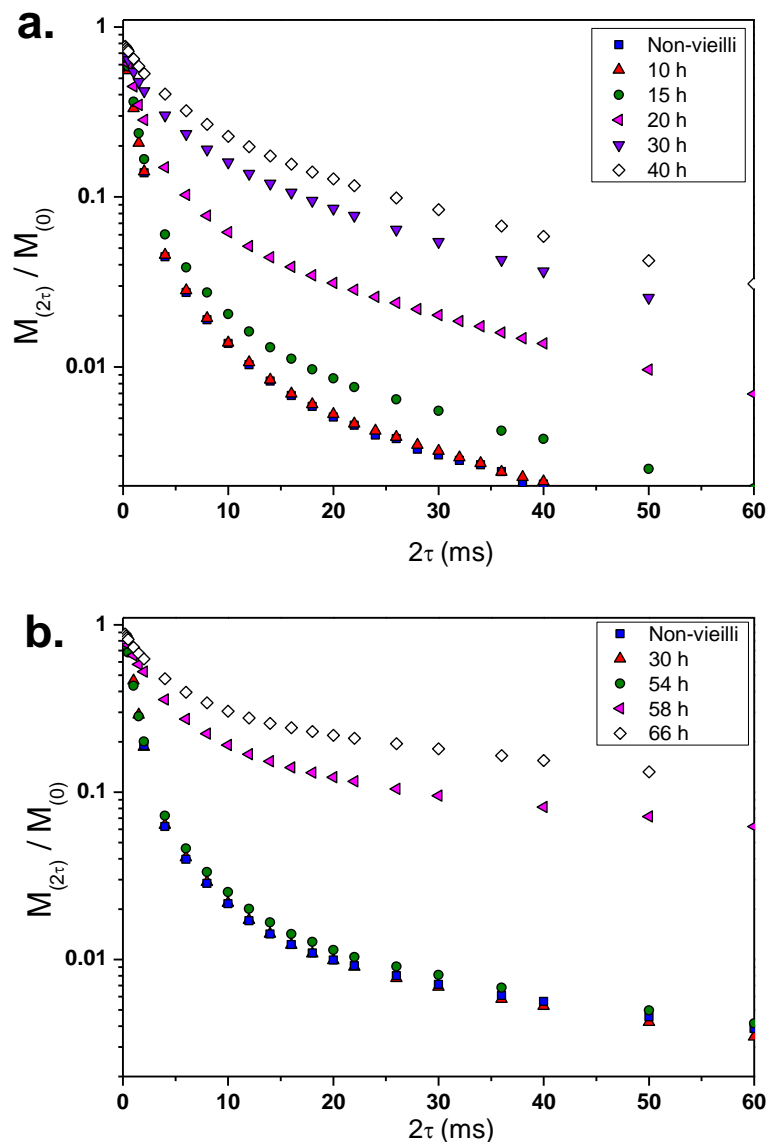 a.
1
0.1
0.01
M(2τ) / M(0)
Non-vieilli
10 h
15 h
20 h
30 h
40 h
0 10 20 30 40 50 60
2τ (ms)
b.
1
0.1
0.01
M(2τ) / M(0)
Non-vieilli
30 h
54 h
58 h
66 h
0 10 20 30 40 50 60
2τ (ms)